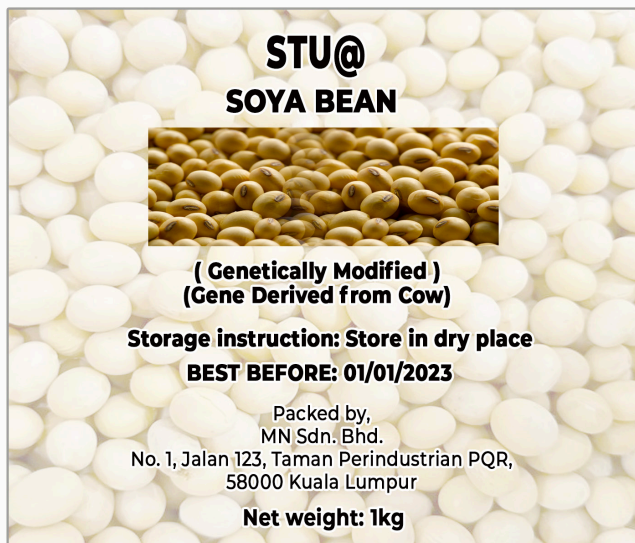 STU@
SOYA BEAN
( Genetically Modified )
(Gene Derived from Cow)
Storage instruction: Store in dry place
BEST BEFORE: 01/01/2023
Packed by,
MN Sdn. Bhd.
No. 1, Jalan 123, Taman Perindustrian PQR,
58000 Kuala Lumpur
Net weight: 1kg